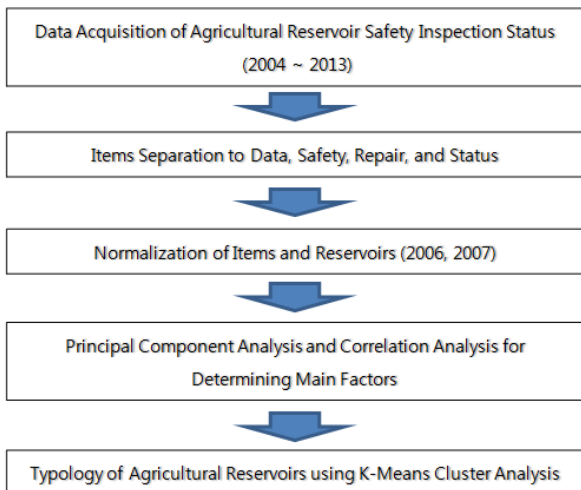 Data Acquisition of Agricultural Reservoir Safety Inspection Status
(2004 ~ 2013)
Items Separation to Data, Safety, Repair, and Status
Normalization of Items and Reservoirs (2006, 2007)
Principal Component Analysis and Correlation Analysis for
Determining Main Factors
Typology of Agricultural Reservoirs using K-Means Cluster Analysis